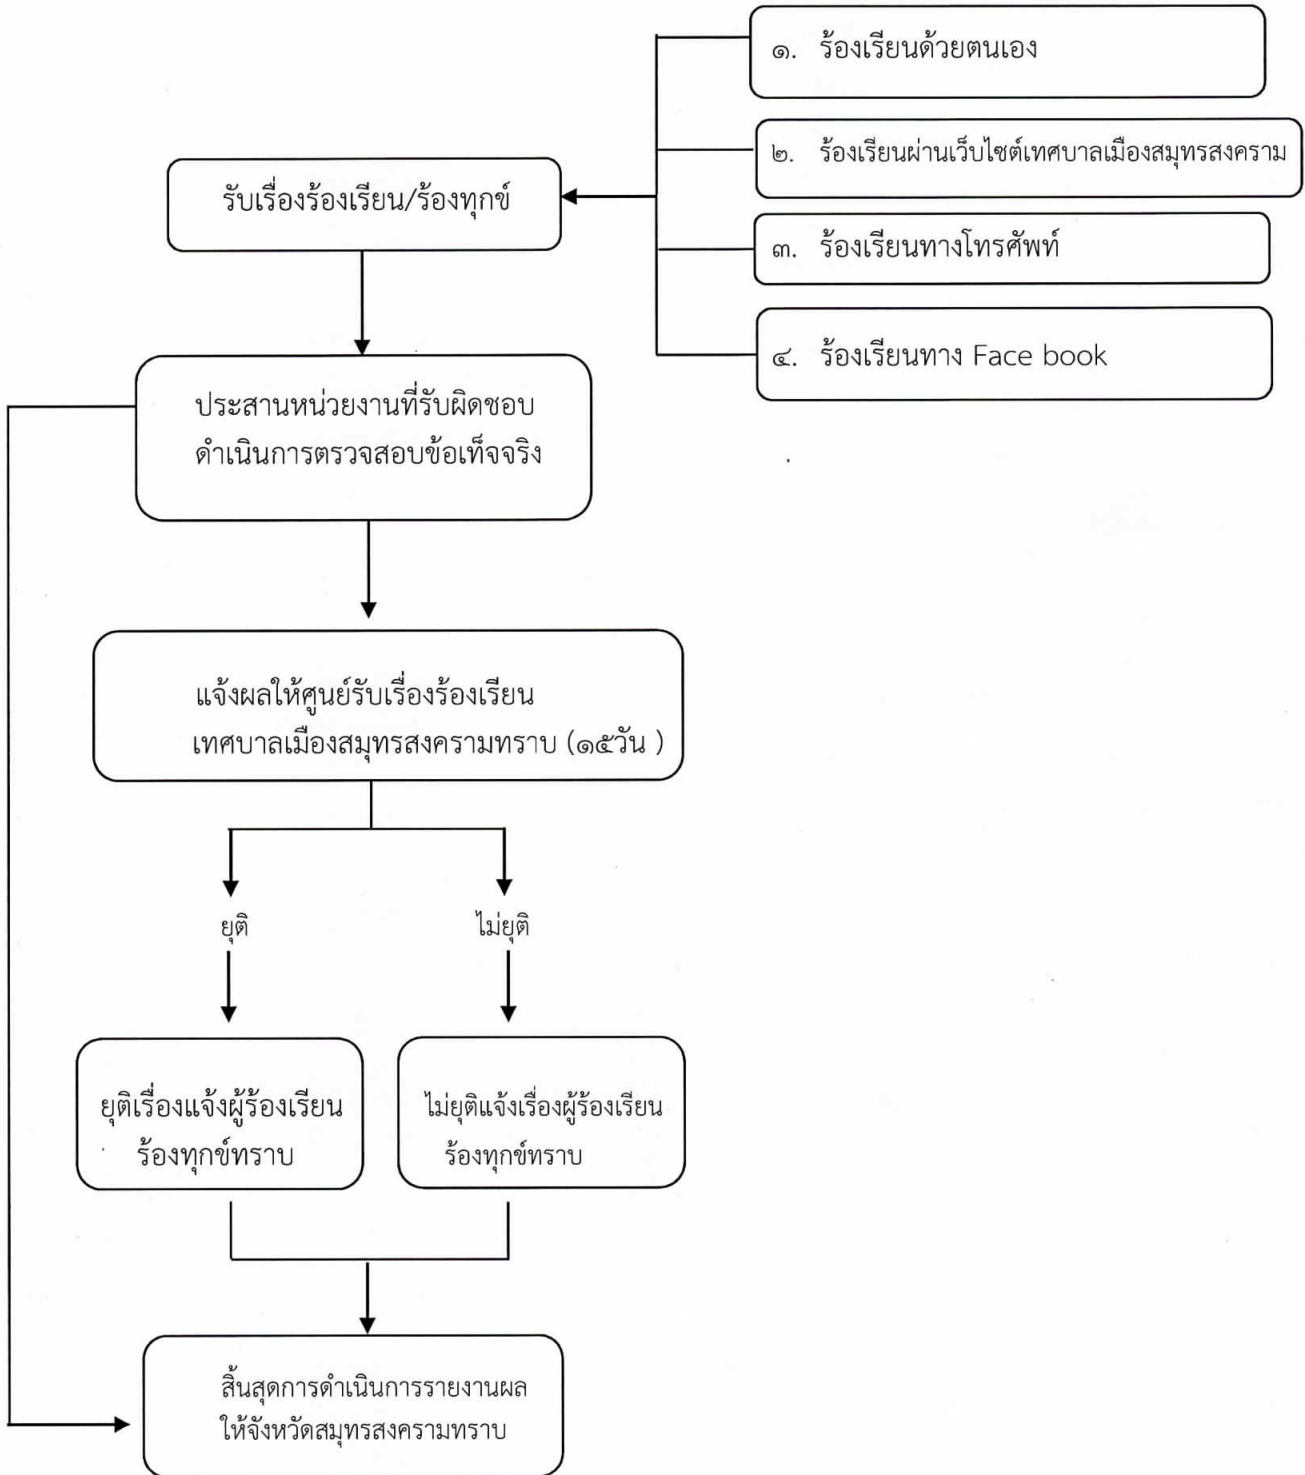 ๑. ร้องเรียนด้วยตนเอง
๒. ร้องเรียนผ่านเว็บไซต์เทศบาลเมืองสมุทรสงคราม
รับเรื่องร้องเรียน/ร้องทุกข์
๓. ร้องเรียนทางโทรศัพท์
๔. ร้องเรียนทาง Face book
ประสานหน่วยงานที่รับผิดชอบ
ดำเนินการตรวจสอบข้อเท็จจริง
แจ้งผลให้ศูนย์รับเรื่องร้องเรียน
เทศบาลเมืองสมุทรสงครามทราบ (๑๕วัน )
ยุติ
ไม่ยุติ
ยุติเรื่องแจ้งผู้ร้องเรียน
ร้องทุกข์ทราบ
ไม่ยุติแจ้งเรื่องผู้ร้องเรียน
ร้องทุกข์ทราบ
สิ้นสุดการดำเนินการรายงานผล
ให้จังหวัดสมุทรสงครามทราบ